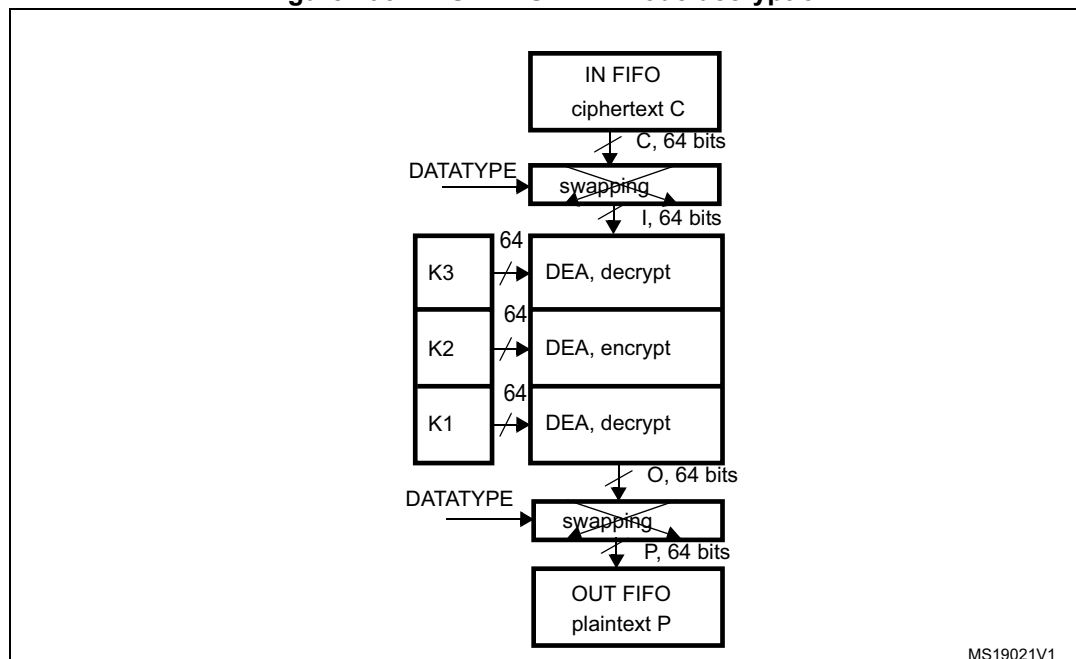 IN FIFO
ciphertext C
C, 64 bits
DATATYPE
swapping
I, 64 bits
64
K3
DEA, decrypt
64
K2
DEA, encrypt
64
K1
DEA, decrypt
O, 64 bits
DATATYPE
swapping
P, 64 bits
OUT FIFO
plaintext P
MS19021V1